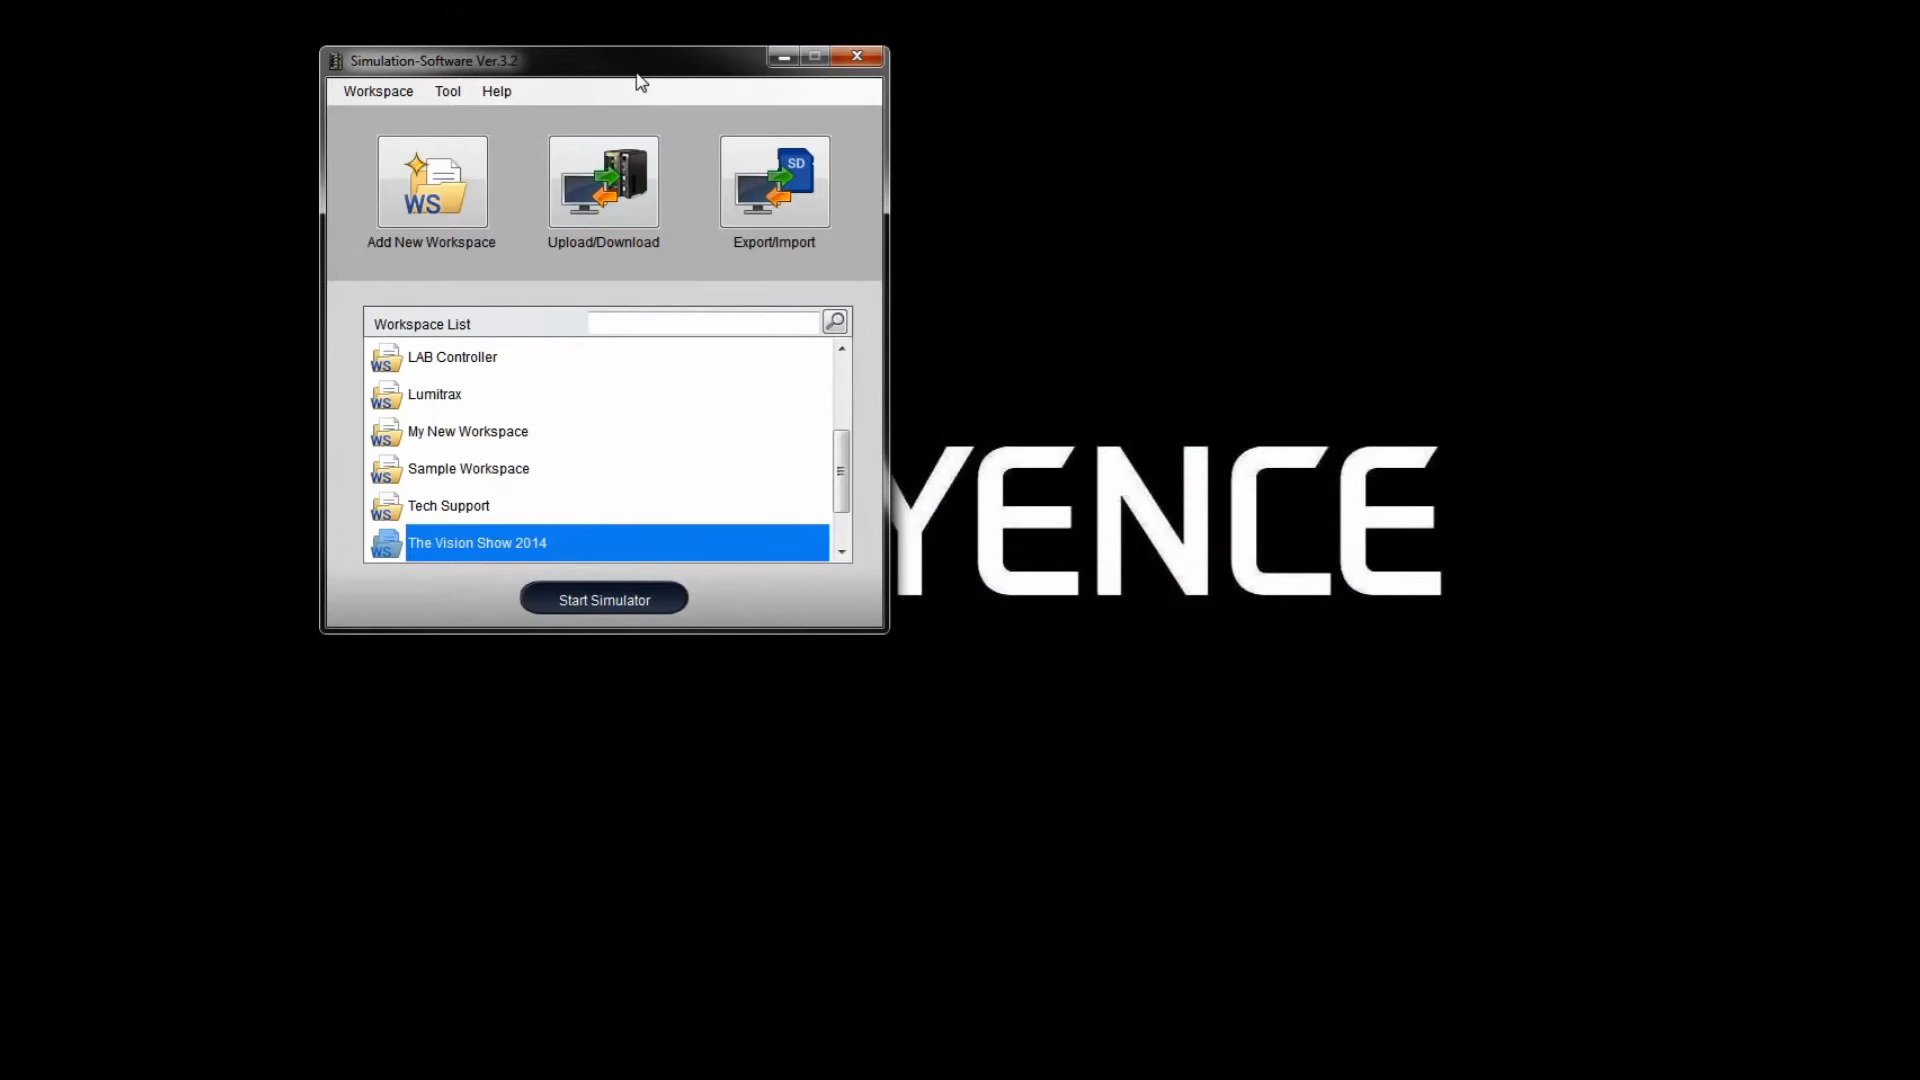 Simulation-Software Ver.3.2
Workspace Tool Help
WS
SD
Add New Workspace Upload/Download Export/Import
Workspace List
WS LAB Controller
WS Lumitrax
WS My New Workspace
WS Sample Workspace
WS Tech Support
WS The Vision Show 2014
YENCE
Start Simulator